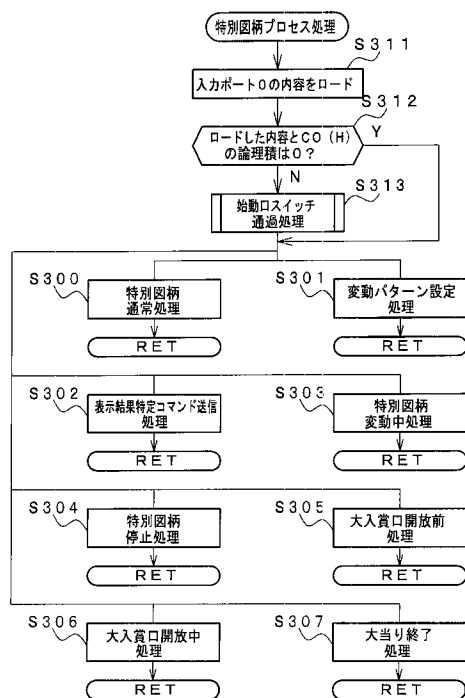 特別図柄プロセス処理
S311
入力ポート0の内容をロード
S312
ロードした内容とC0(H)
の論理積は0?
Y
N
S313
始動口スイッチ
通過処理
S300
特別図柄
通常処理
RET
S301
変動パターン設定
処理
RET
S302
表示結果特定コマンド送信
処理
RET
S303
特別図柄
変動中処理
RET
S304
特別図柄
停止処理
RET
S305
大入賞口開放前
処理
RET
S306
大入賞口開放中
処理
RET
S307
大当り終了
処理
RET